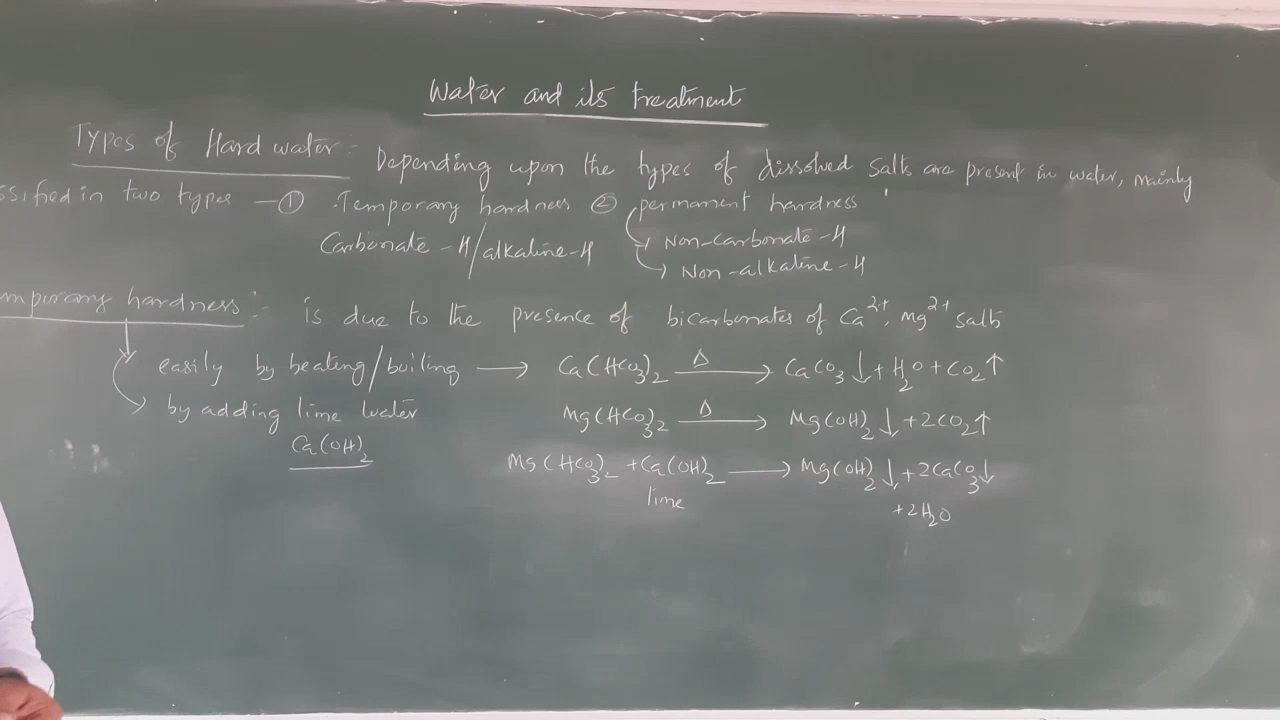 Water and its treatment
Types of Hard water:- Depending upon the types of dissolved salts are present in water, mainly
ssified in two types — ① Temporary hardness ② permanent hardness
Carbonate-H/alkaline-H → Non-carbonate-H
→ Non-alkaline-H
mporary hardness:- is due to the presence of bicarbonates of Ca²⁺, Mg²⁺ salts
easily by heating/boiling → Ca(HCO₃)₂ —Δ→ CaCO₃↓ + H₂O + CO₂↑
→ by adding lime water Mg(HCO₃)₂ —Δ→ Mg(OH)₂↓ + 2CO₂↑
Ca(OH)₂ Mg(HCO₃)₂ + Ca(OH)₂ → Mg(OH)₂↓ + 2CaCO₃↓
lime + 2H₂O